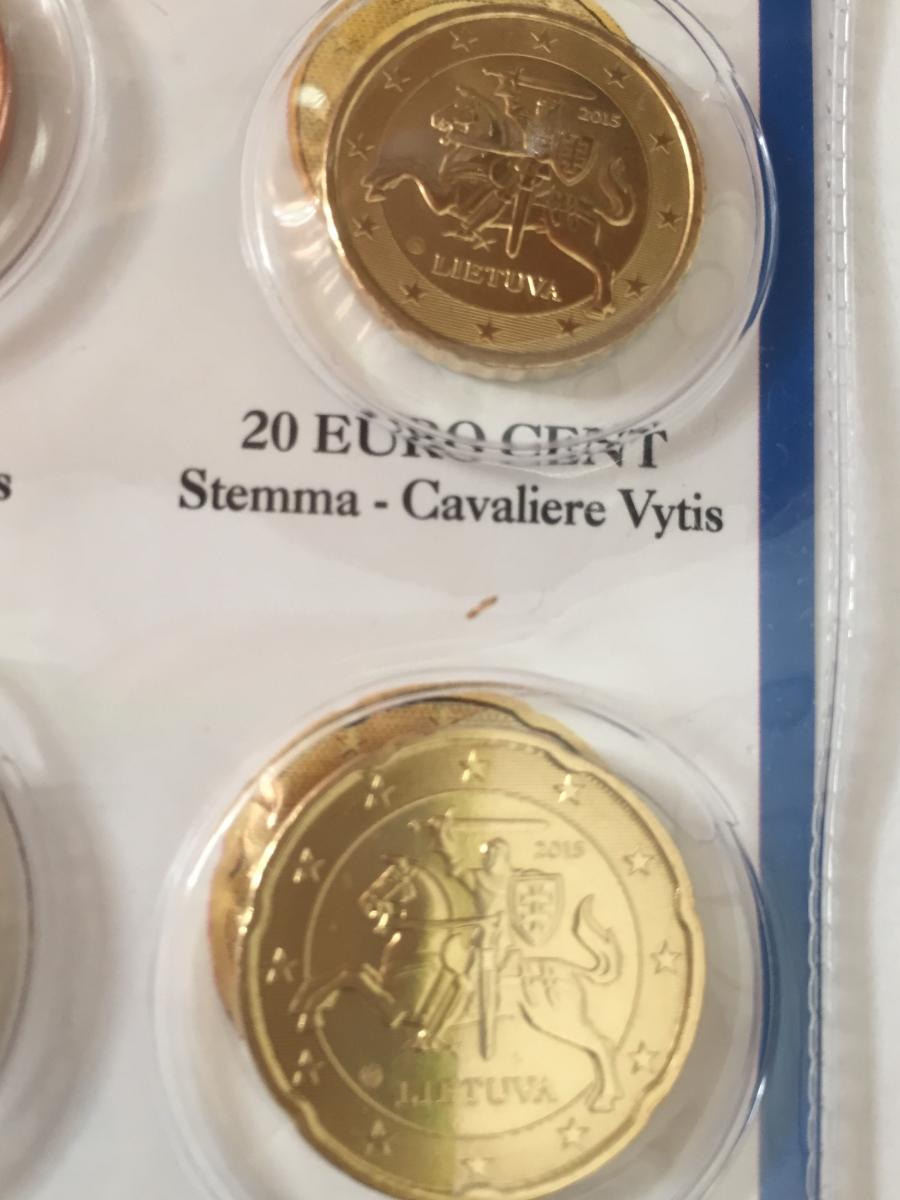 2015
LIETUVA
20 EURO CENT
s
Stemma - Cavaliere Vytis
2015
LIETUVA